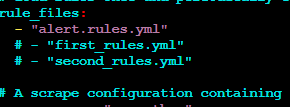 rule_files:
  - "alert.rules.yml"
  # - "first_rules.yml"
  # - "second_rules.yml"
# A scrape configuration containing